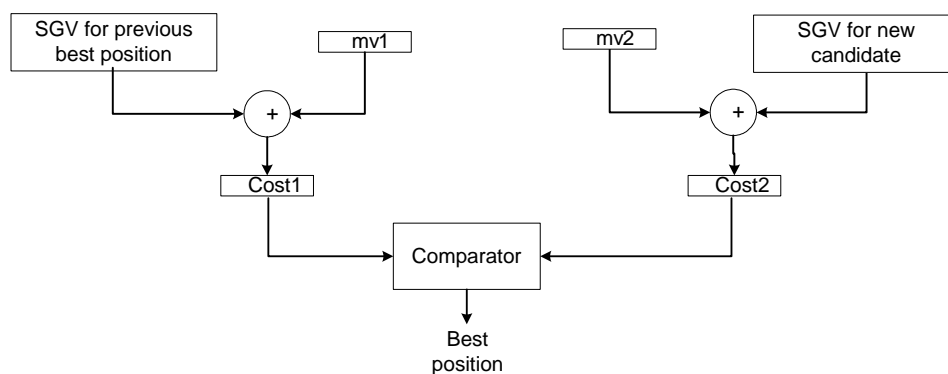 SGV for previous
best position
mv1
mv2
SGV for new
candidate
+
+
Cost1
Cost2
Comparator
Best
position